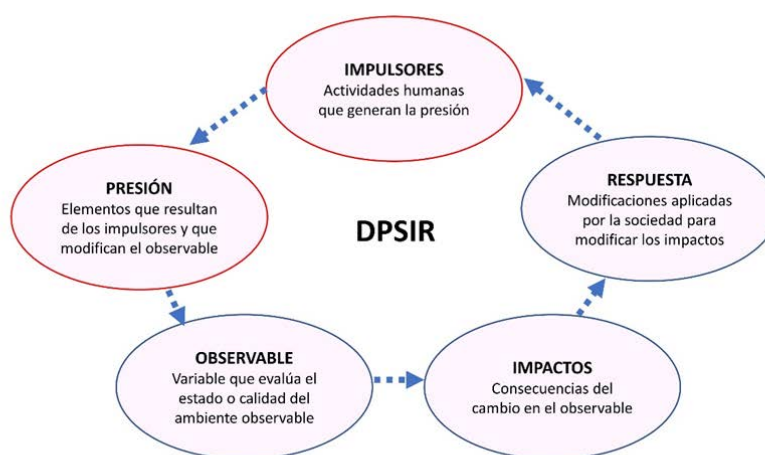 IMPULSORES
Actividades humanas
que generan la presión
PRESIÓN
Elementos que resultan
de los impulsores y que
modifican el observable
RESPUESTA
Modificaciones aplicadas
por la sociedad para
modificar los impactos
DPSIR
OBSERVABLE
Variable que evalúa el
estado o calidad del
ambiente observable
IMPACTOS
Consecuencias del
cambio en el observable